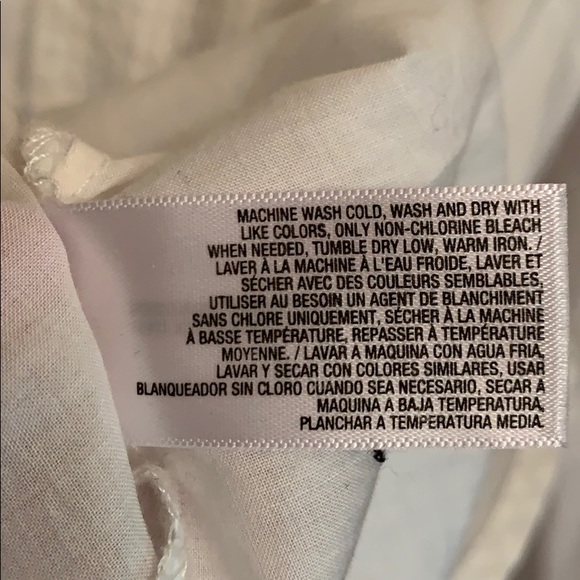 MACHINE WASH COLD, WASH AND DRY WITH
LIKE COLORS, ONLY NON-CHLORINE BLEACH
WHEN NEEDED, TUMBLE DRY LOW, WARM IRON. /
LAVER À LA MACHINE À L'EAU FROIDE, LAVER ET
SÉCHER AVEC DES COULEURS SEMBLABLES,
UTILISER AU BESOIN UN AGENT DE BLANCHIMENT
SANS CHLORE UNIQUEMENT, SÉCHER À LA MACHINE
À BASSE TEMPÉRATURE, REPASSER À TEMPÉRATURE
MOYENNE. / LAVAR A MAQUINA CON AGUA FRIA,
LAVAR Y SECAR CON COLORES SIMILARES, USAR
BLANQUEADOR SIN CLORO CUANDO SEA NECESARIO, SECAR A
MAQUINA A BAJA TEMPERATURA,
PLANCHAR A TEMPERATURA MEDIA.